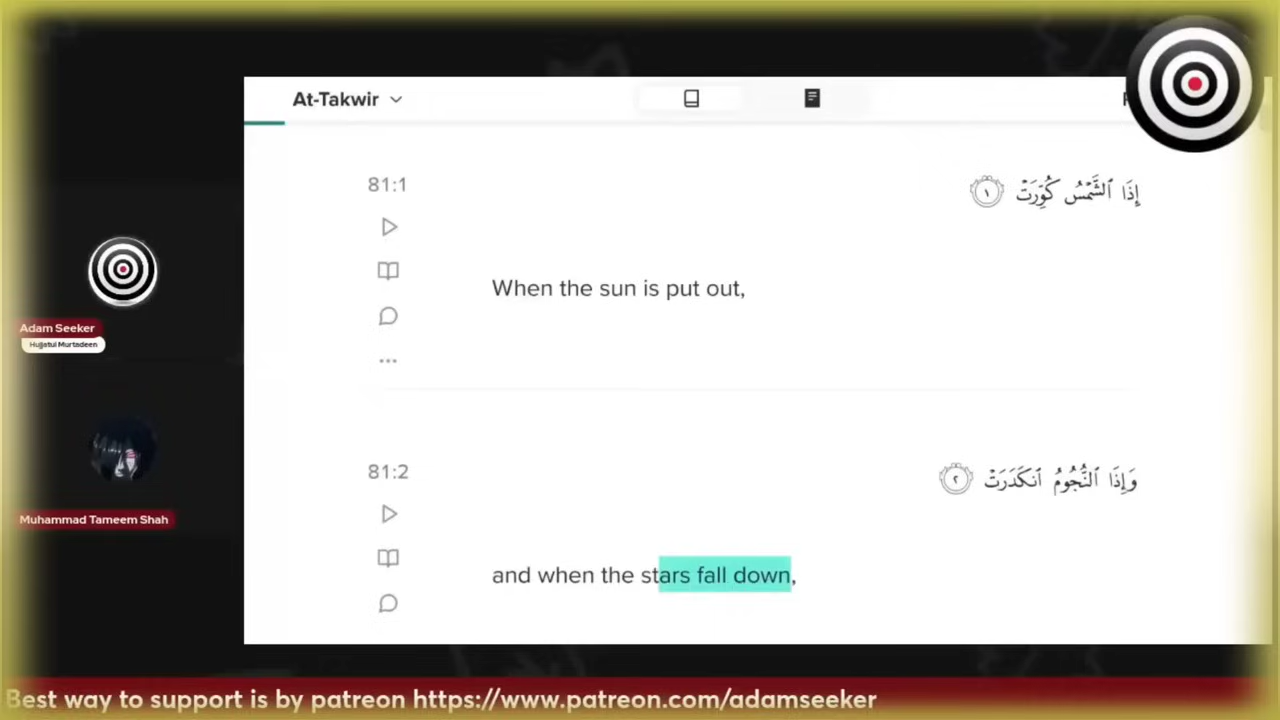 At-Takwir
81:1
إِذَا ٱلشَّمْسُ كُوِّرَتْ ١
When the sun is put out,
Adam Seeker
Hujjatul Murtadeen
81:2
وَإِذَا ٱلنُّجُومُ ٱنكَدَرَتْ ٢
Muhammad Tameem Shah
and when the stars fall down,
Best way to support is by patreon https://www.patreon.com/adamseeker